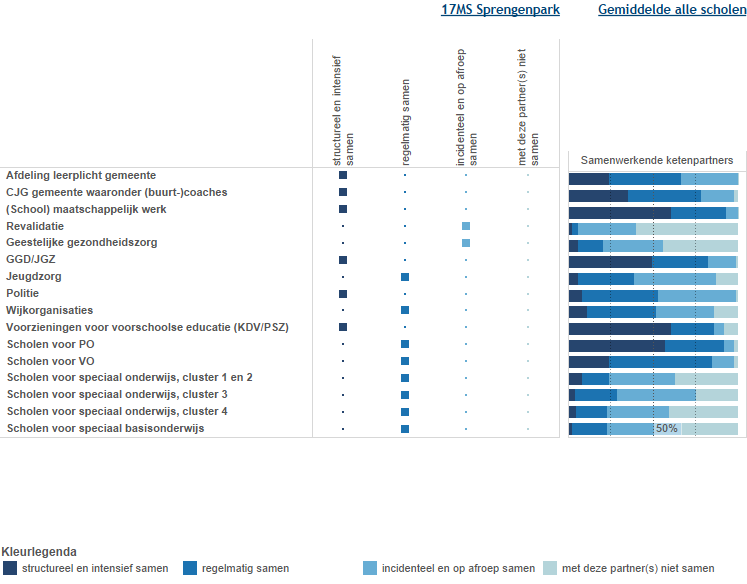 17MS Sprengenpark Gemiddelde alle scholen
structureel en intensief
samen
regelmatig samen
incidenteel en op afroep
samen
met deze partner(s) niet
samen
Samenwerkende ketenpartners
Afdeling leerplicht gemeente
CJG gemeente waaronder (buurt-)coaches
(School) maatschappelijk werk
Revalidatie
Geestelijke gezondheidszorg
GGD/JGZ
Jeugdzorg
Politie
Wijkorganisaties
Voorzieningen voor voorschoolse educatie (KDV/PSZ)
Scholen voor PO
Scholen voor VO
Scholen voor speciaal onderwijs, cluster 1 en 2
Scholen voor speciaal onderwijs, cluster 3
Scholen voor speciaal onderwijs, cluster 4
Scholen voor speciaal basisonderwijs 50%
Kleurlegenda
structureel en intensief samen regelmatig samen incidenteel en op afroep samen met deze partner(s) niet samen